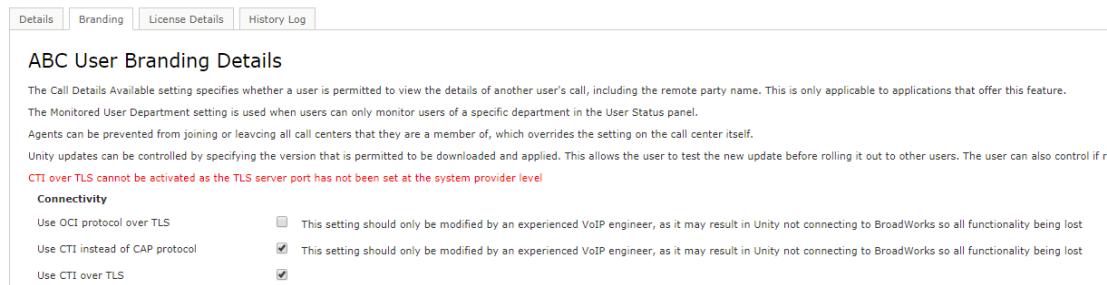 Details Branding License Details History Log
ABC User Branding Details
The Call Details Available setting specifies whether a user is permitted to view the details of another user's call, including the remote party name. This is only applicable to applications that offer this feature.
The Monitored User Department setting is used when users can only monitor users of a specific department in the User Status panel.
Agents can be prevented from joining or leavcing all call centers that they are a member of, which overrides the setting on the call center itself.
Unity updates can be controlled by specifying the version that is permitted to be downloaded and applied. This allows the user to test the new update before rolling it out to other users. The user can also control if
CTI over TLS cannot be activated as the TLS server port has not been set at the system provider level
Connectivity
Use OCI protocol over TLS This setting should only be modified by an experienced VoIP engineer, as it may result in Unity not connecting to BroadWorks so all functionality being lost
Use CTI instead of CAP protocol This setting should only be modified by an experienced VoIP engineer, as it may result in Unity not connecting to BroadWorks so all functionality being lost
Use CTI over TLS